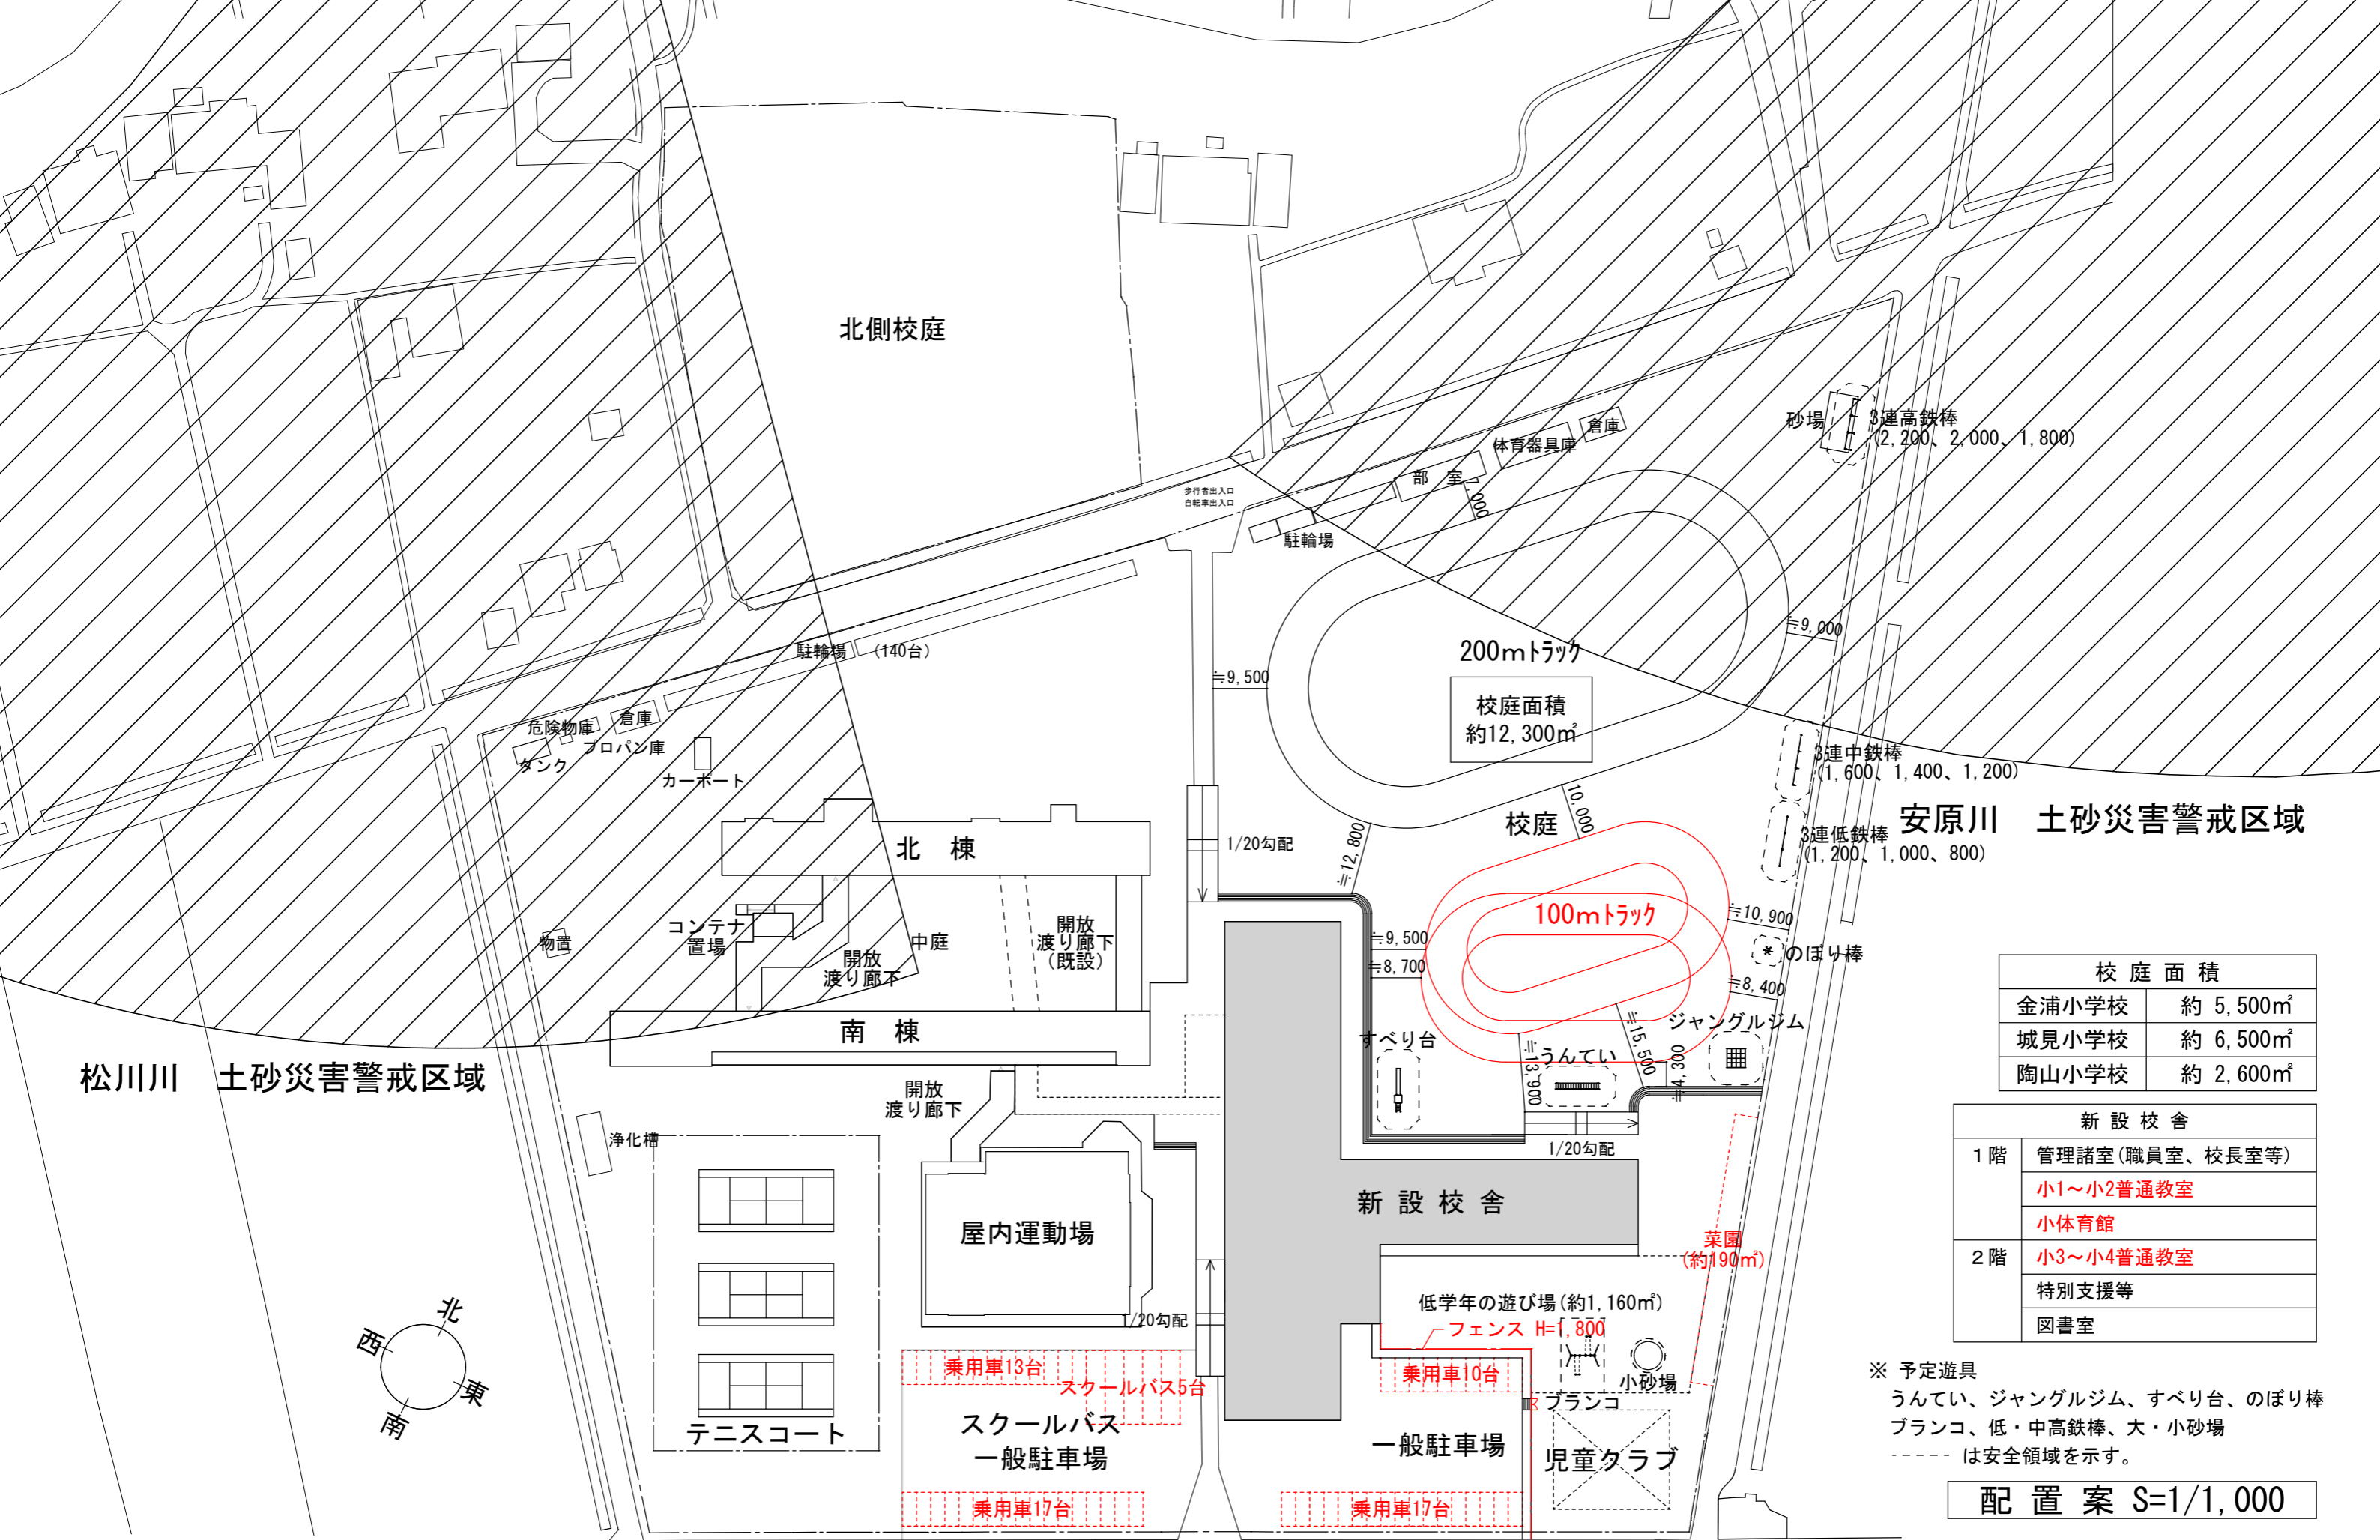 北側校庭
砂場
3連高鉄棒
(2,200、2,000、1,800)
倉庫
体育器具庫
部　室
7,000
歩行者出入口
自転車出入口
駐輪場
≒9,000
200mトラック
≒9,500
校庭面積
約12,300㎡
駐輪場
(140台)
危険物庫
倉庫
プロパン庫
タンク
カーポート
3連中鉄棒
(1,600、1,400、1,200)
安原川　土砂災害警戒区域
10,000
校庭
3連低鉄棒
(1,200、1,000、800)
1/20勾配
≒12,800
北　棟
コンテナ
置場
物置
開放
渡り廊下
中庭
開放
渡り廊下
(既設)
100mトラック
≒10,900
≒9,500
≒8,700
のぼり棒
≒8,400
南　棟
すべり台
うんてい
ジャングルジム
≒15,500
≒13,900
≒4,300
松川川　土砂災害警戒区域
開放
渡り廊下
浄化槽
1/20勾配
新 設 校 舎
屋内運動場
菜園
(約190㎡)
低学年の遊び場(約1,160㎡)
フェンス H=1,800
1/20勾配
乗用車13台
スクールバス5台
乗用車10台
小砂場
ブランコ
テニスコート
スクールバス
一般駐車場
一般駐車場
児童クラブ
乗用車17台
乗用車17台
北
西
東
南
校 庭 面 積
金浦小学校 約 5,500㎡
城見小学校 約 6,500㎡
陶山小学校 約 2,600㎡
新 設 校 舎
1階 管理諸室(職員室、校長室等)
小1～小2普通教室
小体育館
2階 小3～小4普通教室
特別支援等
図書室
※ 予定遊具
うんてい、ジャングルジム、すべり台、のぼり棒
ブランコ、低・中高鉄棒、大・小砂場
----- は安全領域を示す。
配 置 案 S=1/1,000